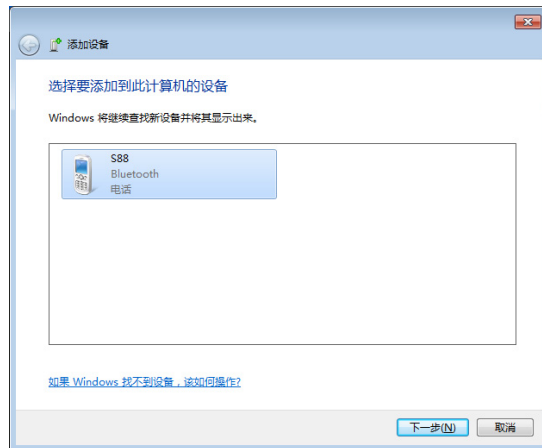 添加设备
选择要添加到此计算机的设备
Windows 将继续查找新设备并将其显示出来。
S88
Bluetooth
电话
如果 Windows 找不到设备，该如何操作?
下一步(N)
取消